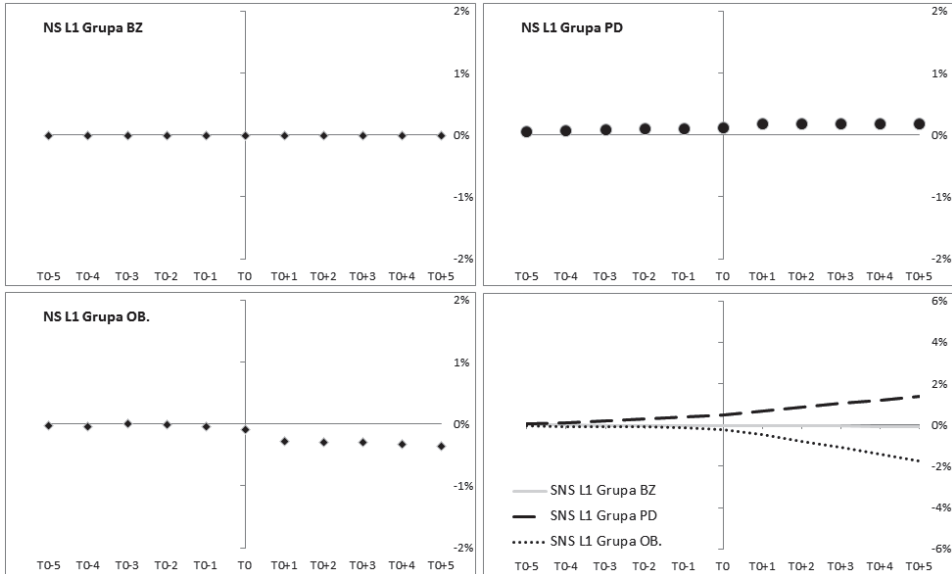 NS L1 Grupa BZ
2%
1%
0%
-1%
-2%
T0-5 T0-4 T0-3 T0-2 T0-1 T0 T0+1 T0+2 T0+3 T0+4 T0+5
NS L1 Grupa PD
2%
1%
0%
-1%
-2%
T0-5 T0-4 T0-3 T0-2 T0-1 T0 T0+1 T0+2 T0+3 T0+4 T0+5
NS L1 Grupa OB.
2%
1%
0%
-1%
-2%
T0-5 T0-4 T0-3 T0-2 T0-1 T0 T0+1 T0+2 T0+3 T0+4 T0+5
6%
4%
2%
0%
-2%
-4%
-6%
SNS L1 Grupa BZ
SNS L1 Grupa PD
SNS L1 Grupa OB.
T0-5 T0-4 T0-3 T0-2 T0-1 T0 T0+1 T0+2 T0+3 T0+4 T0+5